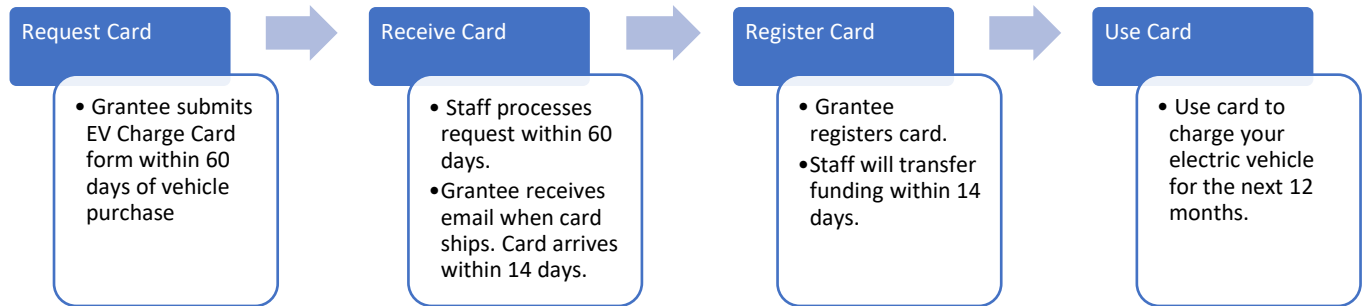 Request Card
• Grantee submits
EV Charge Card
form within 60
days of vehicle
purchase
Receive Card
• Staff processes
request within 60
days.
•Grantee receives
email when card
ships. Card arrives
within 14 days.
Register Card
• Grantee
registers card.
•Staff will transfer
funding within 14
days.
Use Card
• Use card to
charge your
electric vehicle
for the next 12
months.